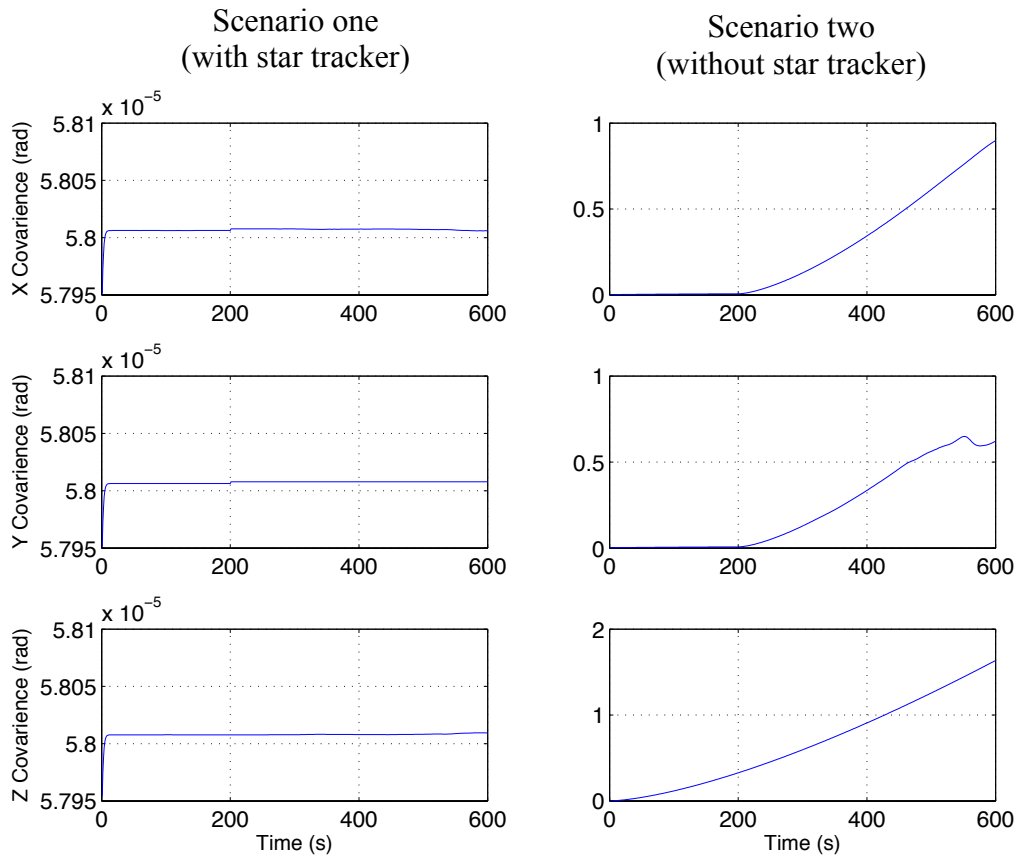 Scenario one
(with star tracker)
Scenario two
(without star tracker)
x 10⁻⁵
5.81
5.805
5.8
5.795
X Covarience (rad)
0 200 400 600
1
0.5
0
0 200 400 600
x 10⁻⁵
5.81
5.805
5.8
5.795
Y Covarience (rad)
0 200 400 600
1
0.5
0
0 200 400 600
x 10⁻⁵
5.81
5.805
5.8
5.795
Z Covarience (rad)
0 200 400 600
Time (s)
2
1
0
0 200 400 600
Time (s)